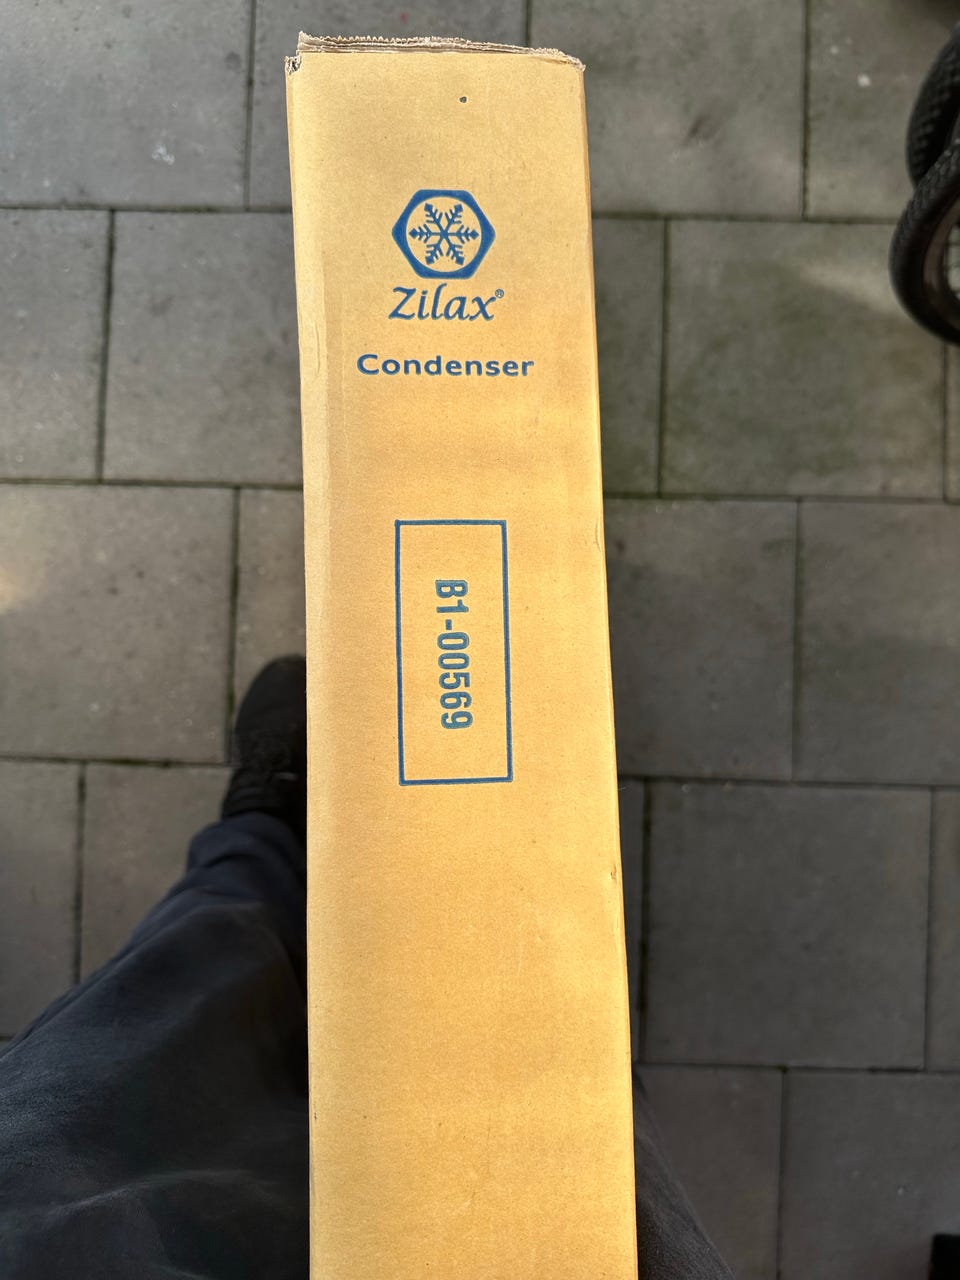 Zilax®
Condenser
B1-00569